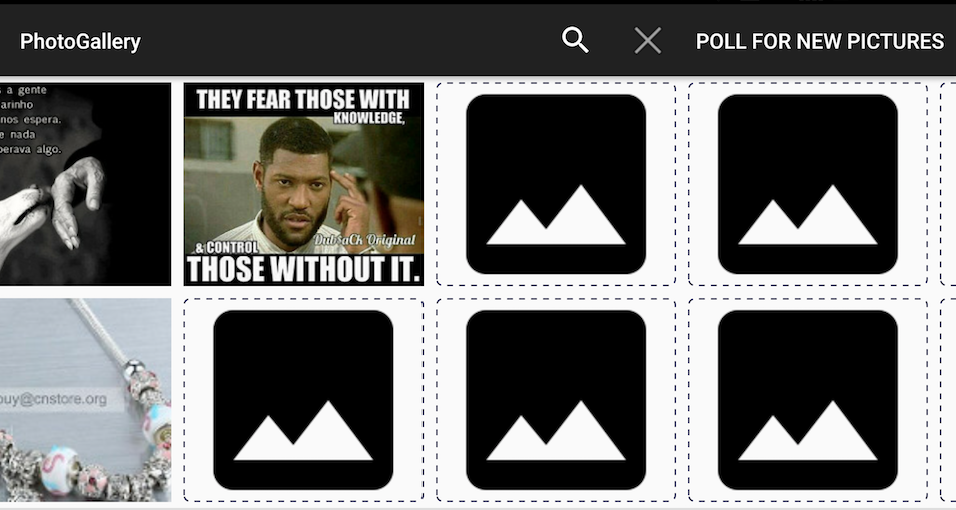 PhotoGallery
POLL FOR NEW PICTURES
a gente
arinho
nos espera.
e nada
perava algo.
THEY FEAR THOSE WITH
KNOWLEDGE,
& CONTROL
DubSaCk Original
THOSE WITHOUT IT.
buy@cnstore.org